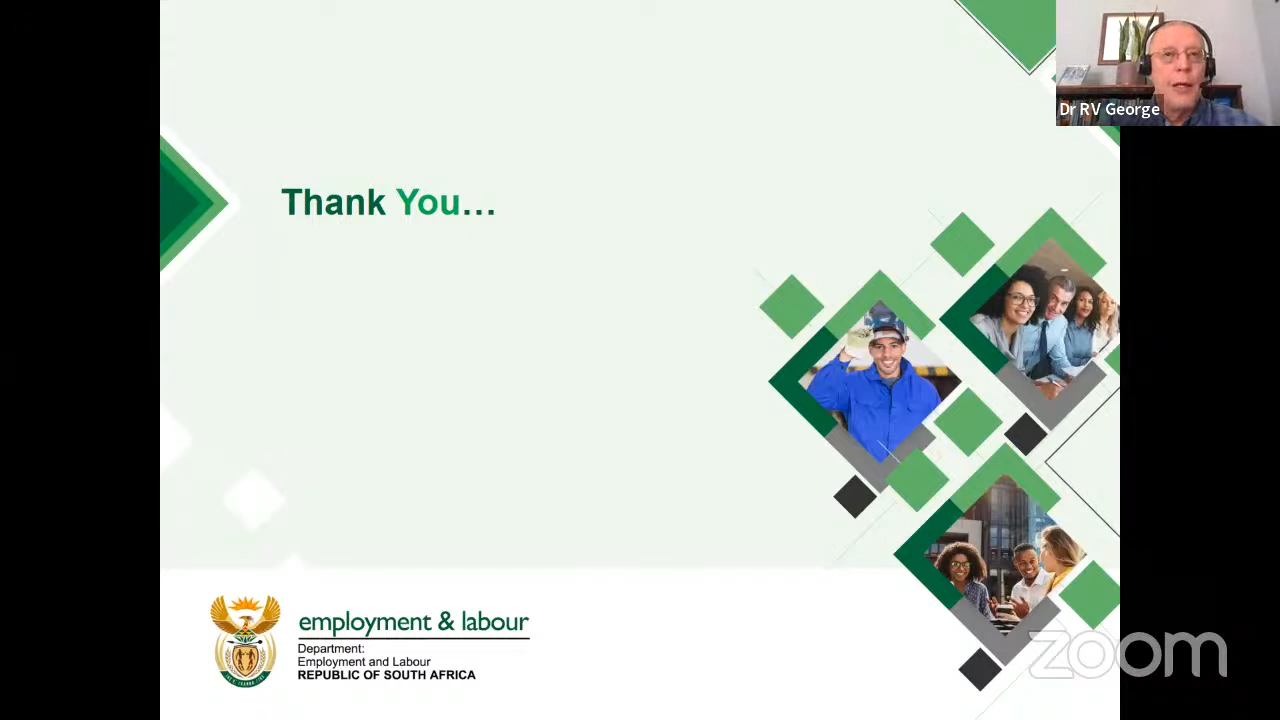 Dr RV George
Thank You...
employment & labour
Department:
Employment and Labour
REPUBLIC OF SOUTH AFRICA
zoom